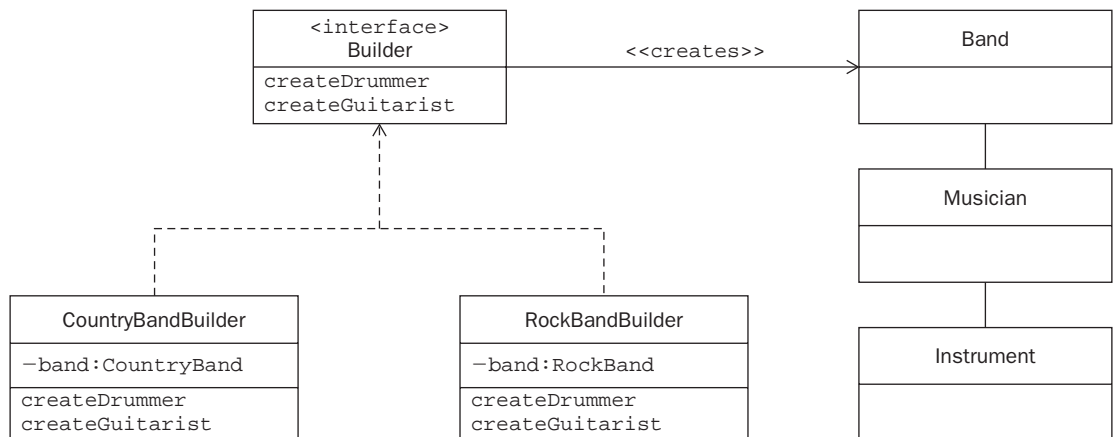 <interface>
Builder
createDrummer
createGuitarist
<<creates>>
Band
Musician
Instrument
CountryBandBuilder
−band:CountryBand
createDrummer
createGuitarist
RockBandBuilder
−band:RockBand
createDrummer
createGuitarist